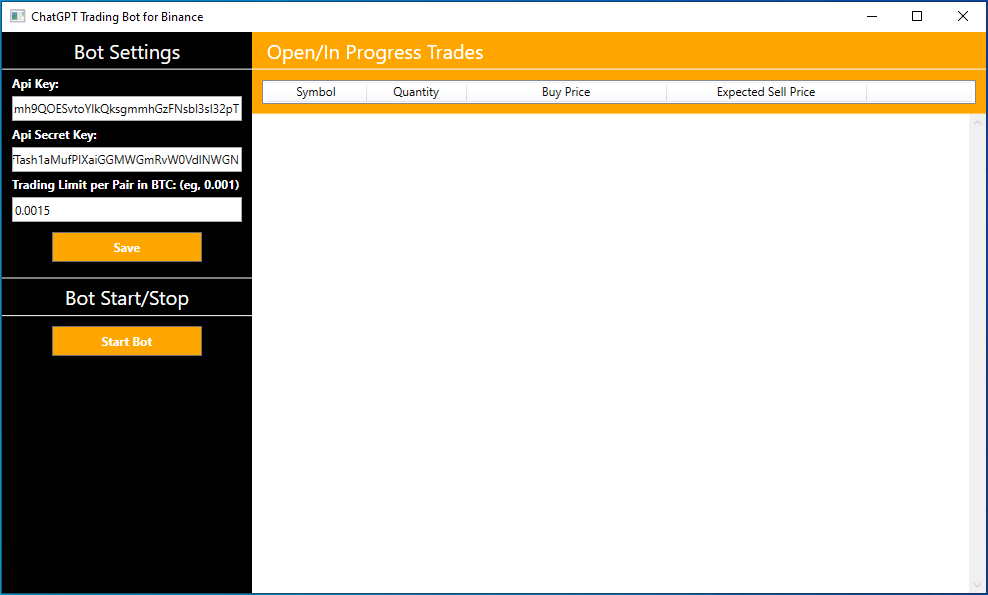 ChatGPT Trading Bot for Binance
Bot Settings
Api Key:
Api Secret Key:
Trading Limit per Pair in BTC: (eg, 0.001)
0.0015
Save
Bot Start/Stop
Start Bot
Open/In Progress Trades
Symbol Quantity Buy Price Expected Sell Price